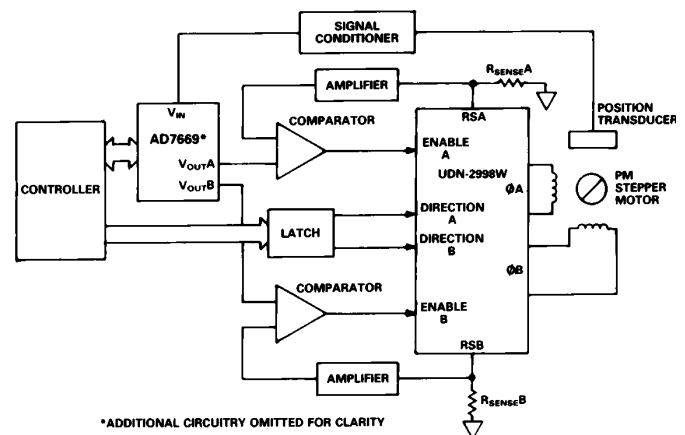 SIGNAL
CONDITIONER
AMPLIFIER
RSENSEA
VIN
RSA
POSITION
TRANSDUCER
AD7669*
COMPARATOR
ENABLE
A
UDN-2998W
VOUTA
VOUTB
CONTROLLER
ØA
PM
STEPPER
MOTOR
LATCH
DIRECTION
A
DIRECTION
B
ØB
COMPARATOR
ENABLE
B
RSB
AMPLIFIER
RSENSEB
*ADDITIONAL CIRCUITRY OMITTED FOR CLARITY